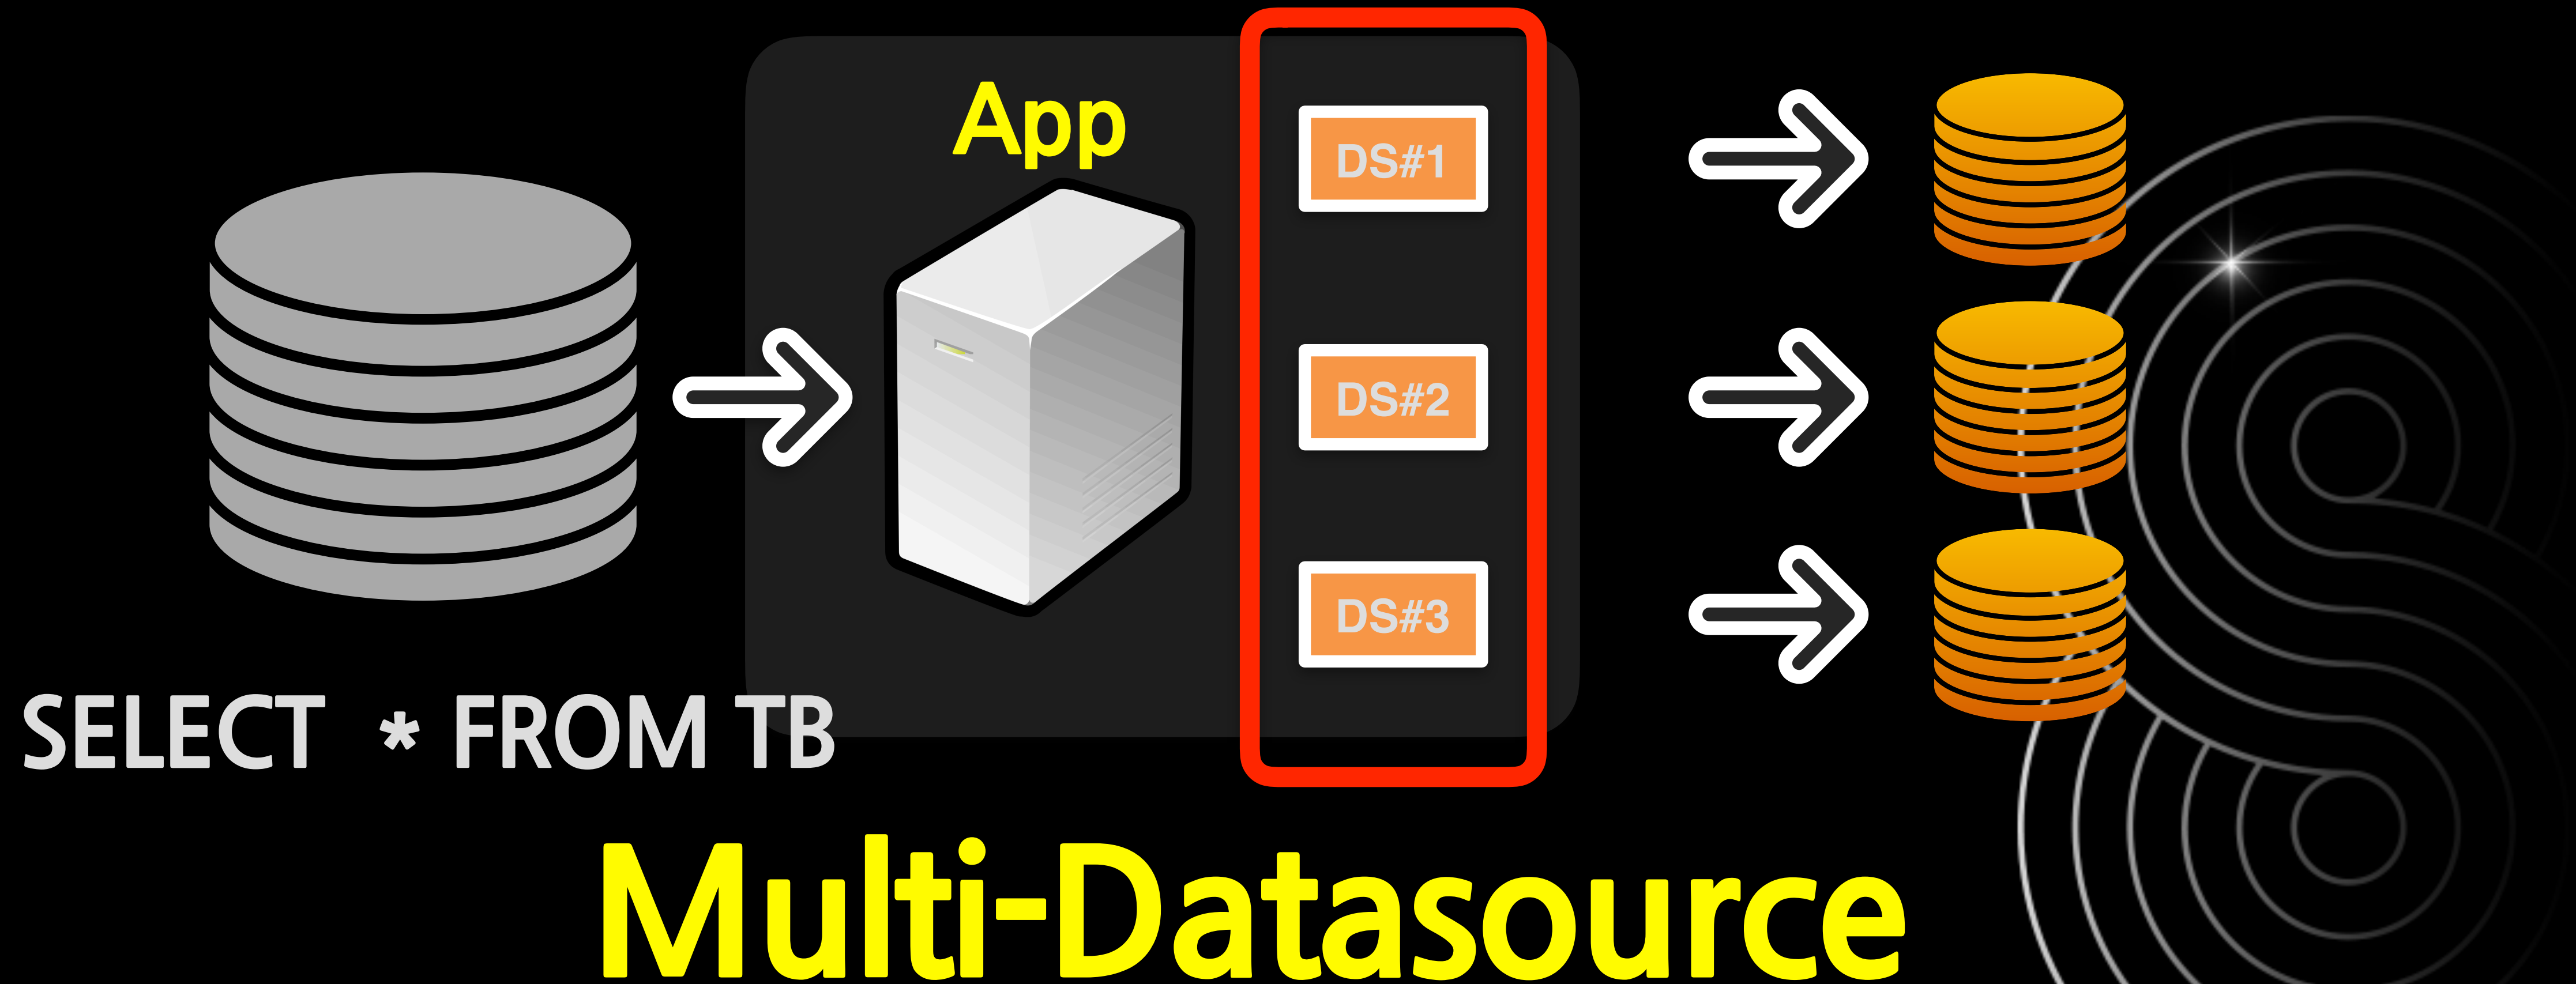 App
DS#1
DS#2
DS#3
SELECT * FROM TB
Multi-Datasource